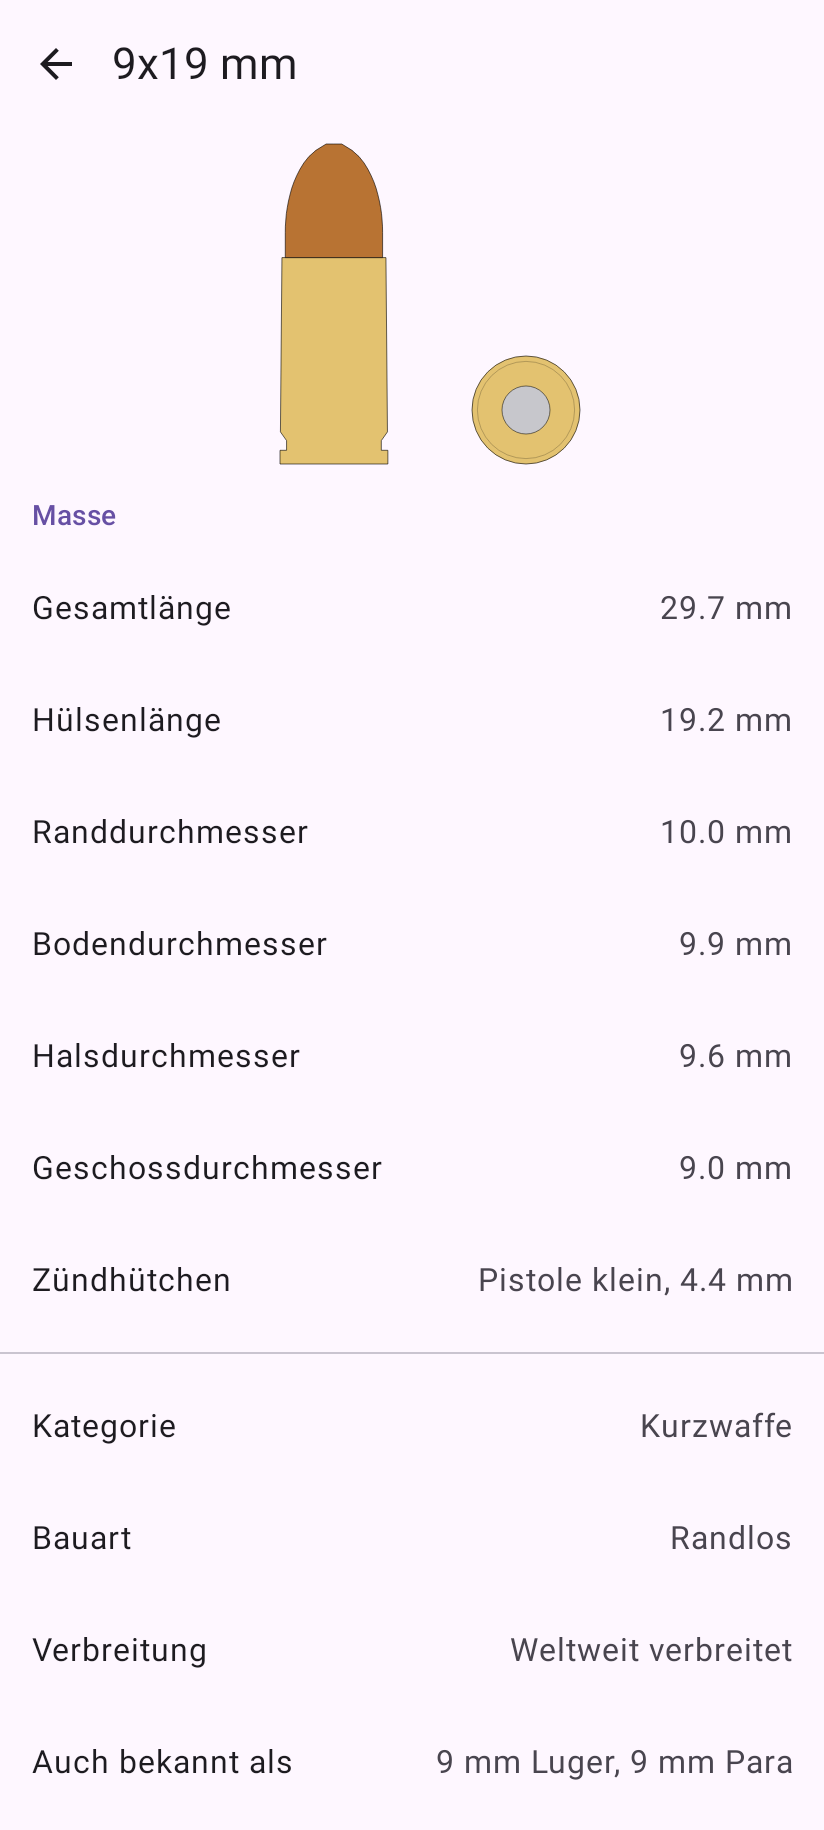 9x19 mm
Masse
Gesamtlänge 29.7 mm
Hülsenlänge 19.2 mm
Randdurchmesser 10.0 mm
Bodendurchmesser 9.9 mm
Halsdurchmesser 9.6 mm
Geschossdurchmesser 9.0 mm
Zündhütchen Pistole klein, 4.4 mm
Kategorie Kurzwaffe
Bauart Randlos
Verbreitung Weltweit verbreitet
Auch bekannt als 9 mm Luger, 9 mm Para